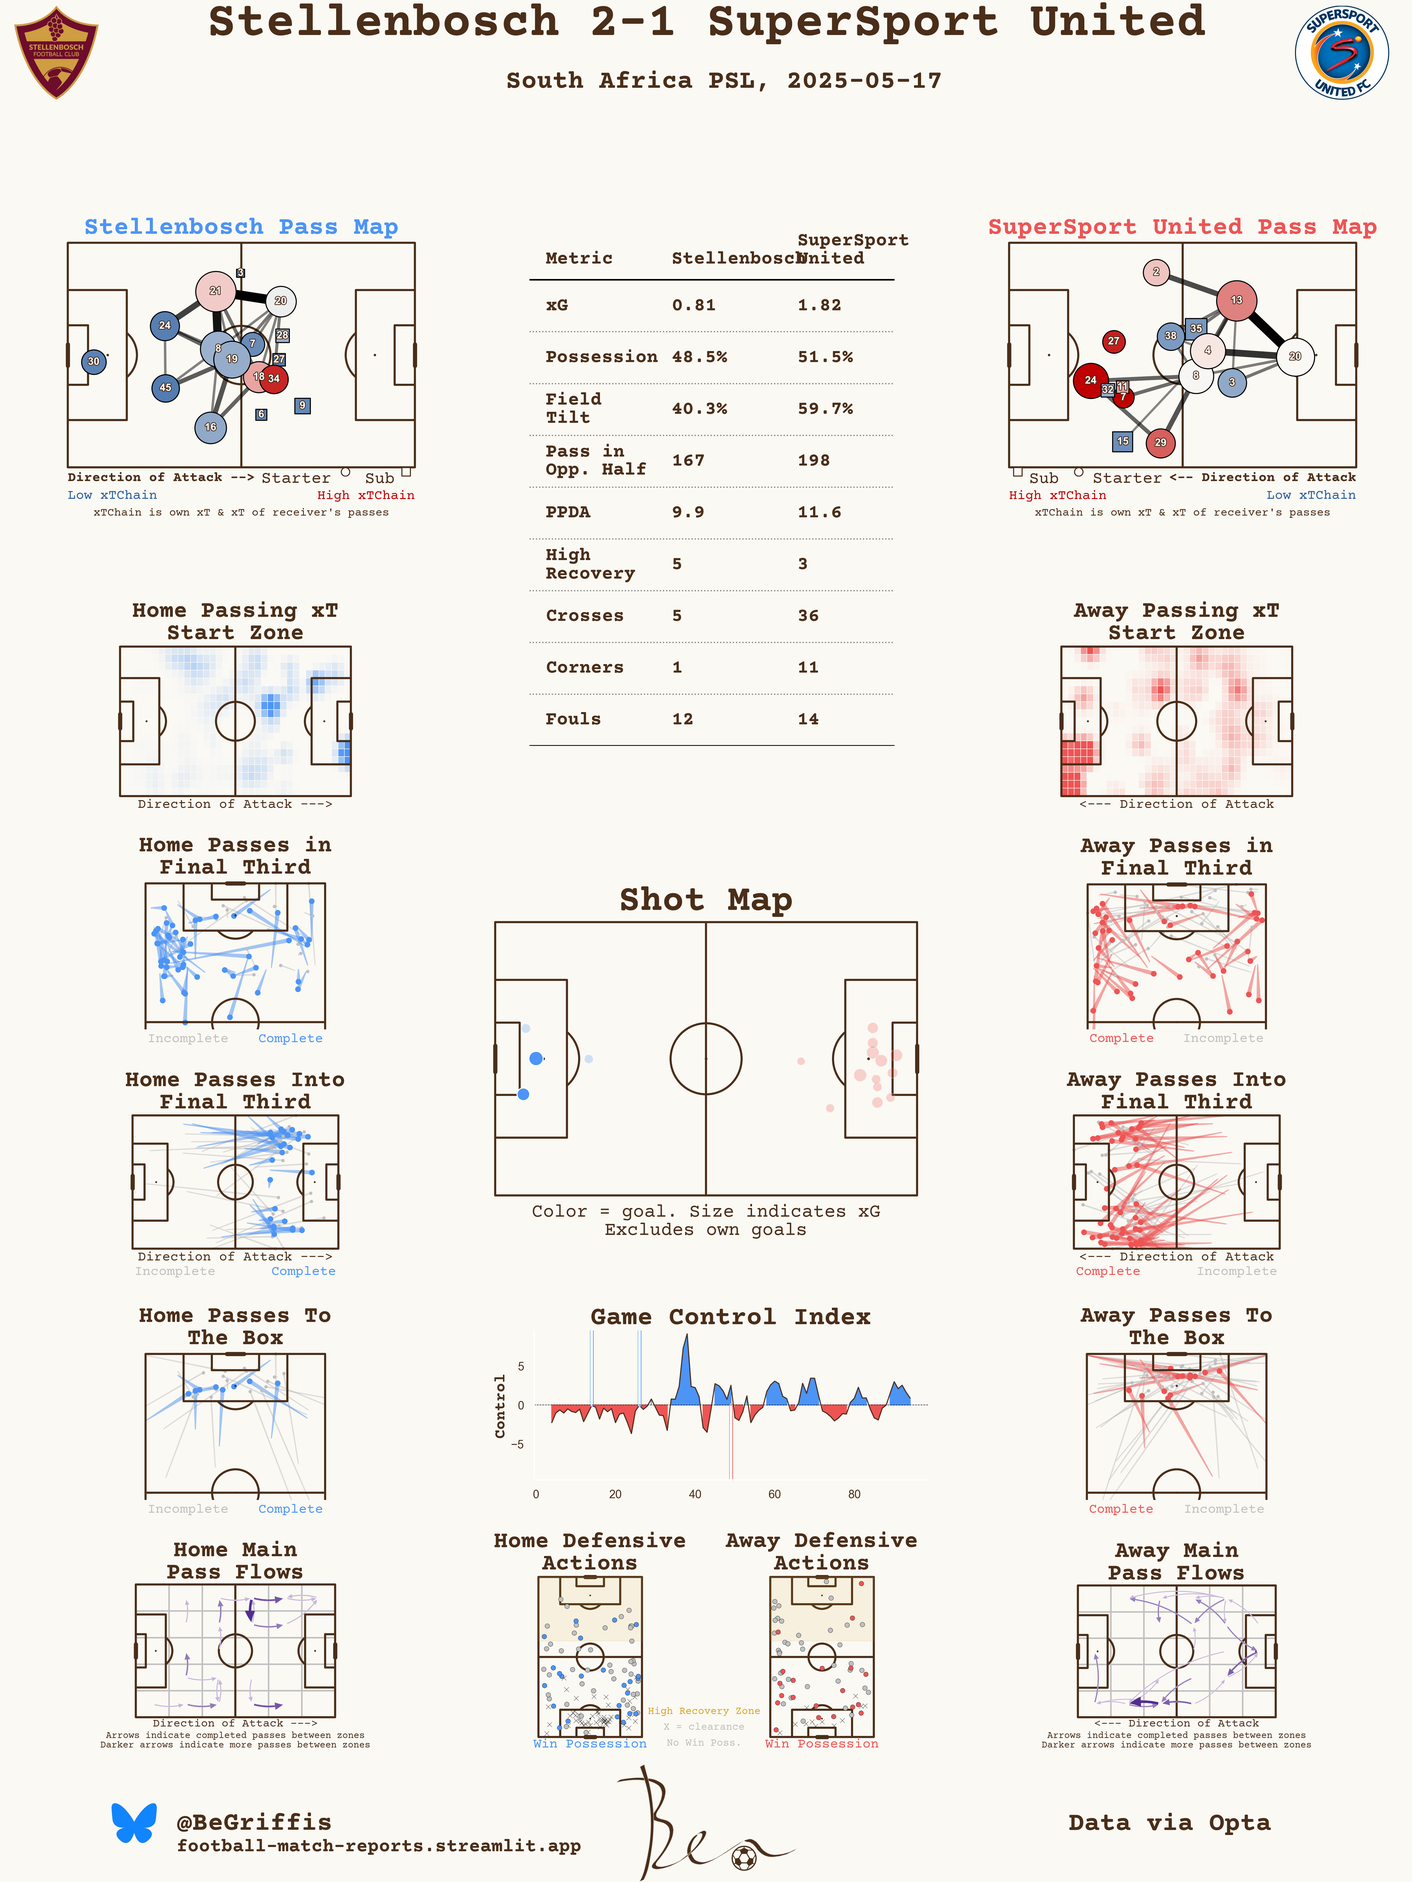 Stellenbosch 2-1 SuperSport United
South Africa PSL, 2025-05-17
STELLENBOSCH
FOOTBALL CLUB
SUPERSPORT
UNITED FC
Stellenbosch Pass Map
3
21
20
24
28
8
7
19
27
30
18
34
45
9
6
16
Direction of Attack --> Starter Sub
Low xTChain High xTChain
xTChain is own xT & xT of receiver's passes
Metric Stellenbosch SuperSport United
xG 0.81 1.82
Possession 48.5% 51.5%
Field Tilt 40.3% 59.7%
Pass in Opp. Half 167 198
PPDA 9.9 11.6
High Recovery 5 3
Crosses 5 36
Corners 1 11
Fouls 12 14
SuperSport United Pass Map
2
13
35
38
27
4
20
8
24
3
11
32
7
15
29
Sub Starter <-- Direction of Attack
High xTChain Low xTChain
xTChain is own xT & xT of receiver's passes
Home Passing xT
Start Zone
Direction of Attack --->
Away Passing xT
Start Zone
<--- Direction of Attack
Home Passes in
Final Third
Incomplete Complete
Away Passes in
Final Third
Complete Incomplete
Shot Map
Color = goal. Size indicates xG
Excludes own goals
Home Passes Into
Final Third
Direction of Attack --->
Incomplete Complete
Away Passes Into
Final Third
<--- Direction of Attack
Complete Incomplete
Home Passes To
The Box
Incomplete Complete
Game Control Index
Control
5
0
−5
0 20 40 60 80
Away Passes To
The Box
Complete Incomplete
Home Main
Pass Flows
Direction of Attack --->
Arrows indicate completed passes between zones
Darker arrows indicate more passes between zones
Home Defensive
Actions
Win Possession
Away Defensive
Actions
Win Possession
High Recovery Zone
X = clearance
No Win Poss.
Away Main
Pass Flows
<--- Direction of Attack
Arrows indicate completed passes between zones
Darker arrows indicate more passes between zones
@BeGriffis
football-match-reports.streamlit.app
Ben
Data via Opta